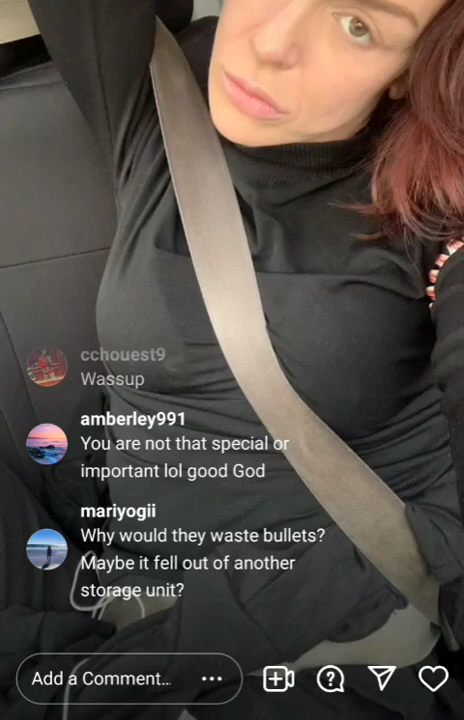 cchouest9
Wassup
amberley991
You are not that special or
important lol good God
mariyogii
Why would they waste bullets?
Maybe it fell out of another
storage unit?
Add a Comment...